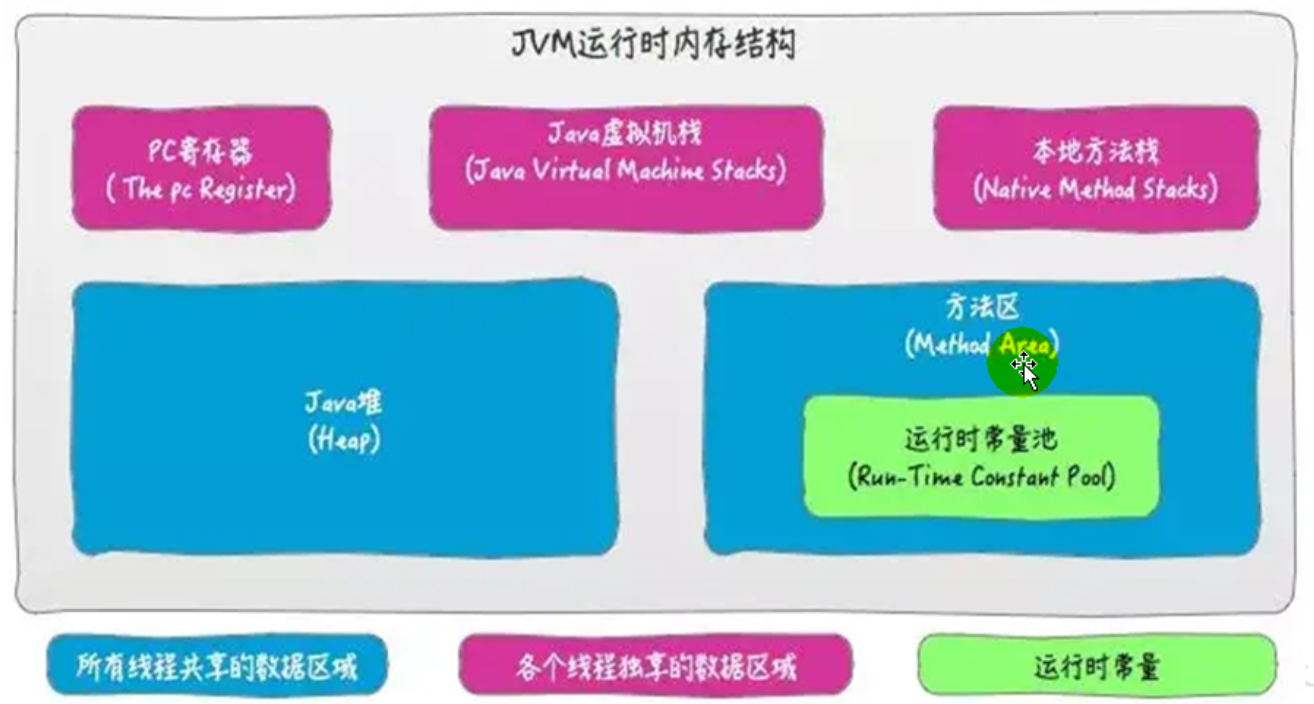 JVM运行时内存结构
PC寄存器
( The pc Register)
Java虚拟机栈
(Java Virtual Machine Stacks)
本地方法栈
(Native Method Stacks)
Java堆
(Heap)
方法区
(Method Area)
运行时常量池
(Run-Time Constant Pool)
所有线程共享的数据区域
各个线程独享的数据区域
运行时常量